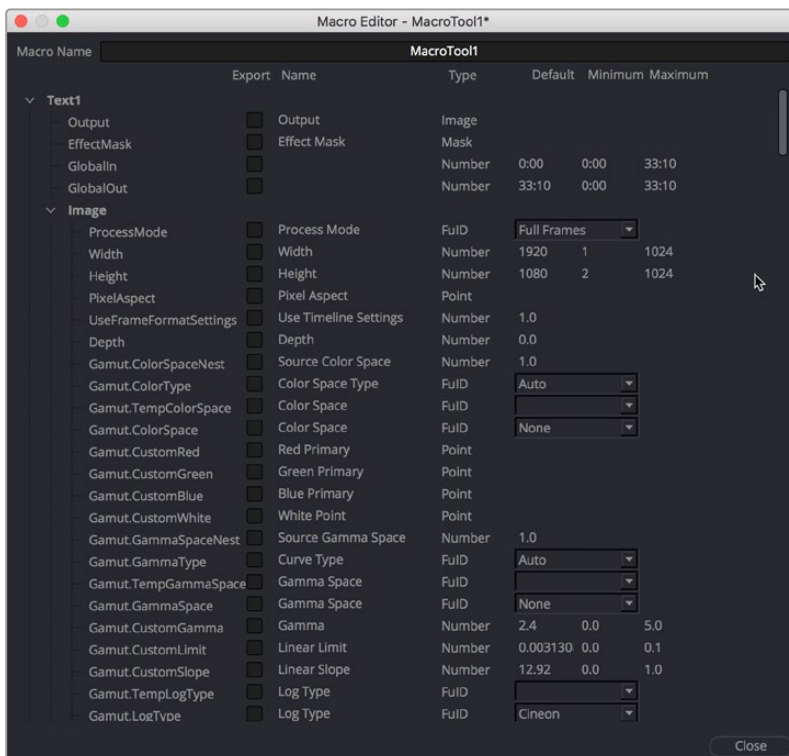 Macro Editor - MacroTool1*
Macro Name MacroTool1
Export Name Type Default Minimum Maximum
Text1
Output Output Image
EffectMask Effect Mask Mask
GlobalIn Number 0:00 0:00 33:10
GlobalOut Number 33:10 0:00 33:10
Image
ProcessMode Process Mode FuID Full Frames
Width Width Number 1920 1 1024
Height Height Number 1080 2 1024
PixelAspect Pixel Aspect Point
UseFrameFormatSettings Use Timeline Settings Number 1.0
Depth Depth Number 0.0
Gamut.ColorSpaceNest Source Color Space Number 1.0
Gamut.ColorType Color Space Type FuID Auto
Gamut.TempColorSpace Color Space FuID
Gamut.ColorSpace Color Space FuID None
Gamut.CustomRed Red Primary Point
Gamut.CustomGreen Green Primary Point
Gamut.CustomBlue Blue Primary Point
Gamut.CustomWhite White Point Point
Gamut.GammaSpaceNest Source Gamma Space Number 1.0
Gamut.GammaType Curve Type FuID Auto
Gamut.TempGammaSpace Gamma Space FuID
Gamut.GammaSpace Gamma Space FuID None
Gamut.CustomGamma Gamma Number 2.4 0.0 5.0
Gamut.CustomLimit Linear Limit Number 0.003130 0.0 0.1
Gamut.CustomSlope Linear Slope Number 12.92 0.0 1.0
Gamut.TempLogType Log Type FuID
Gamut.LogType Log Type FuID Cineon
Close